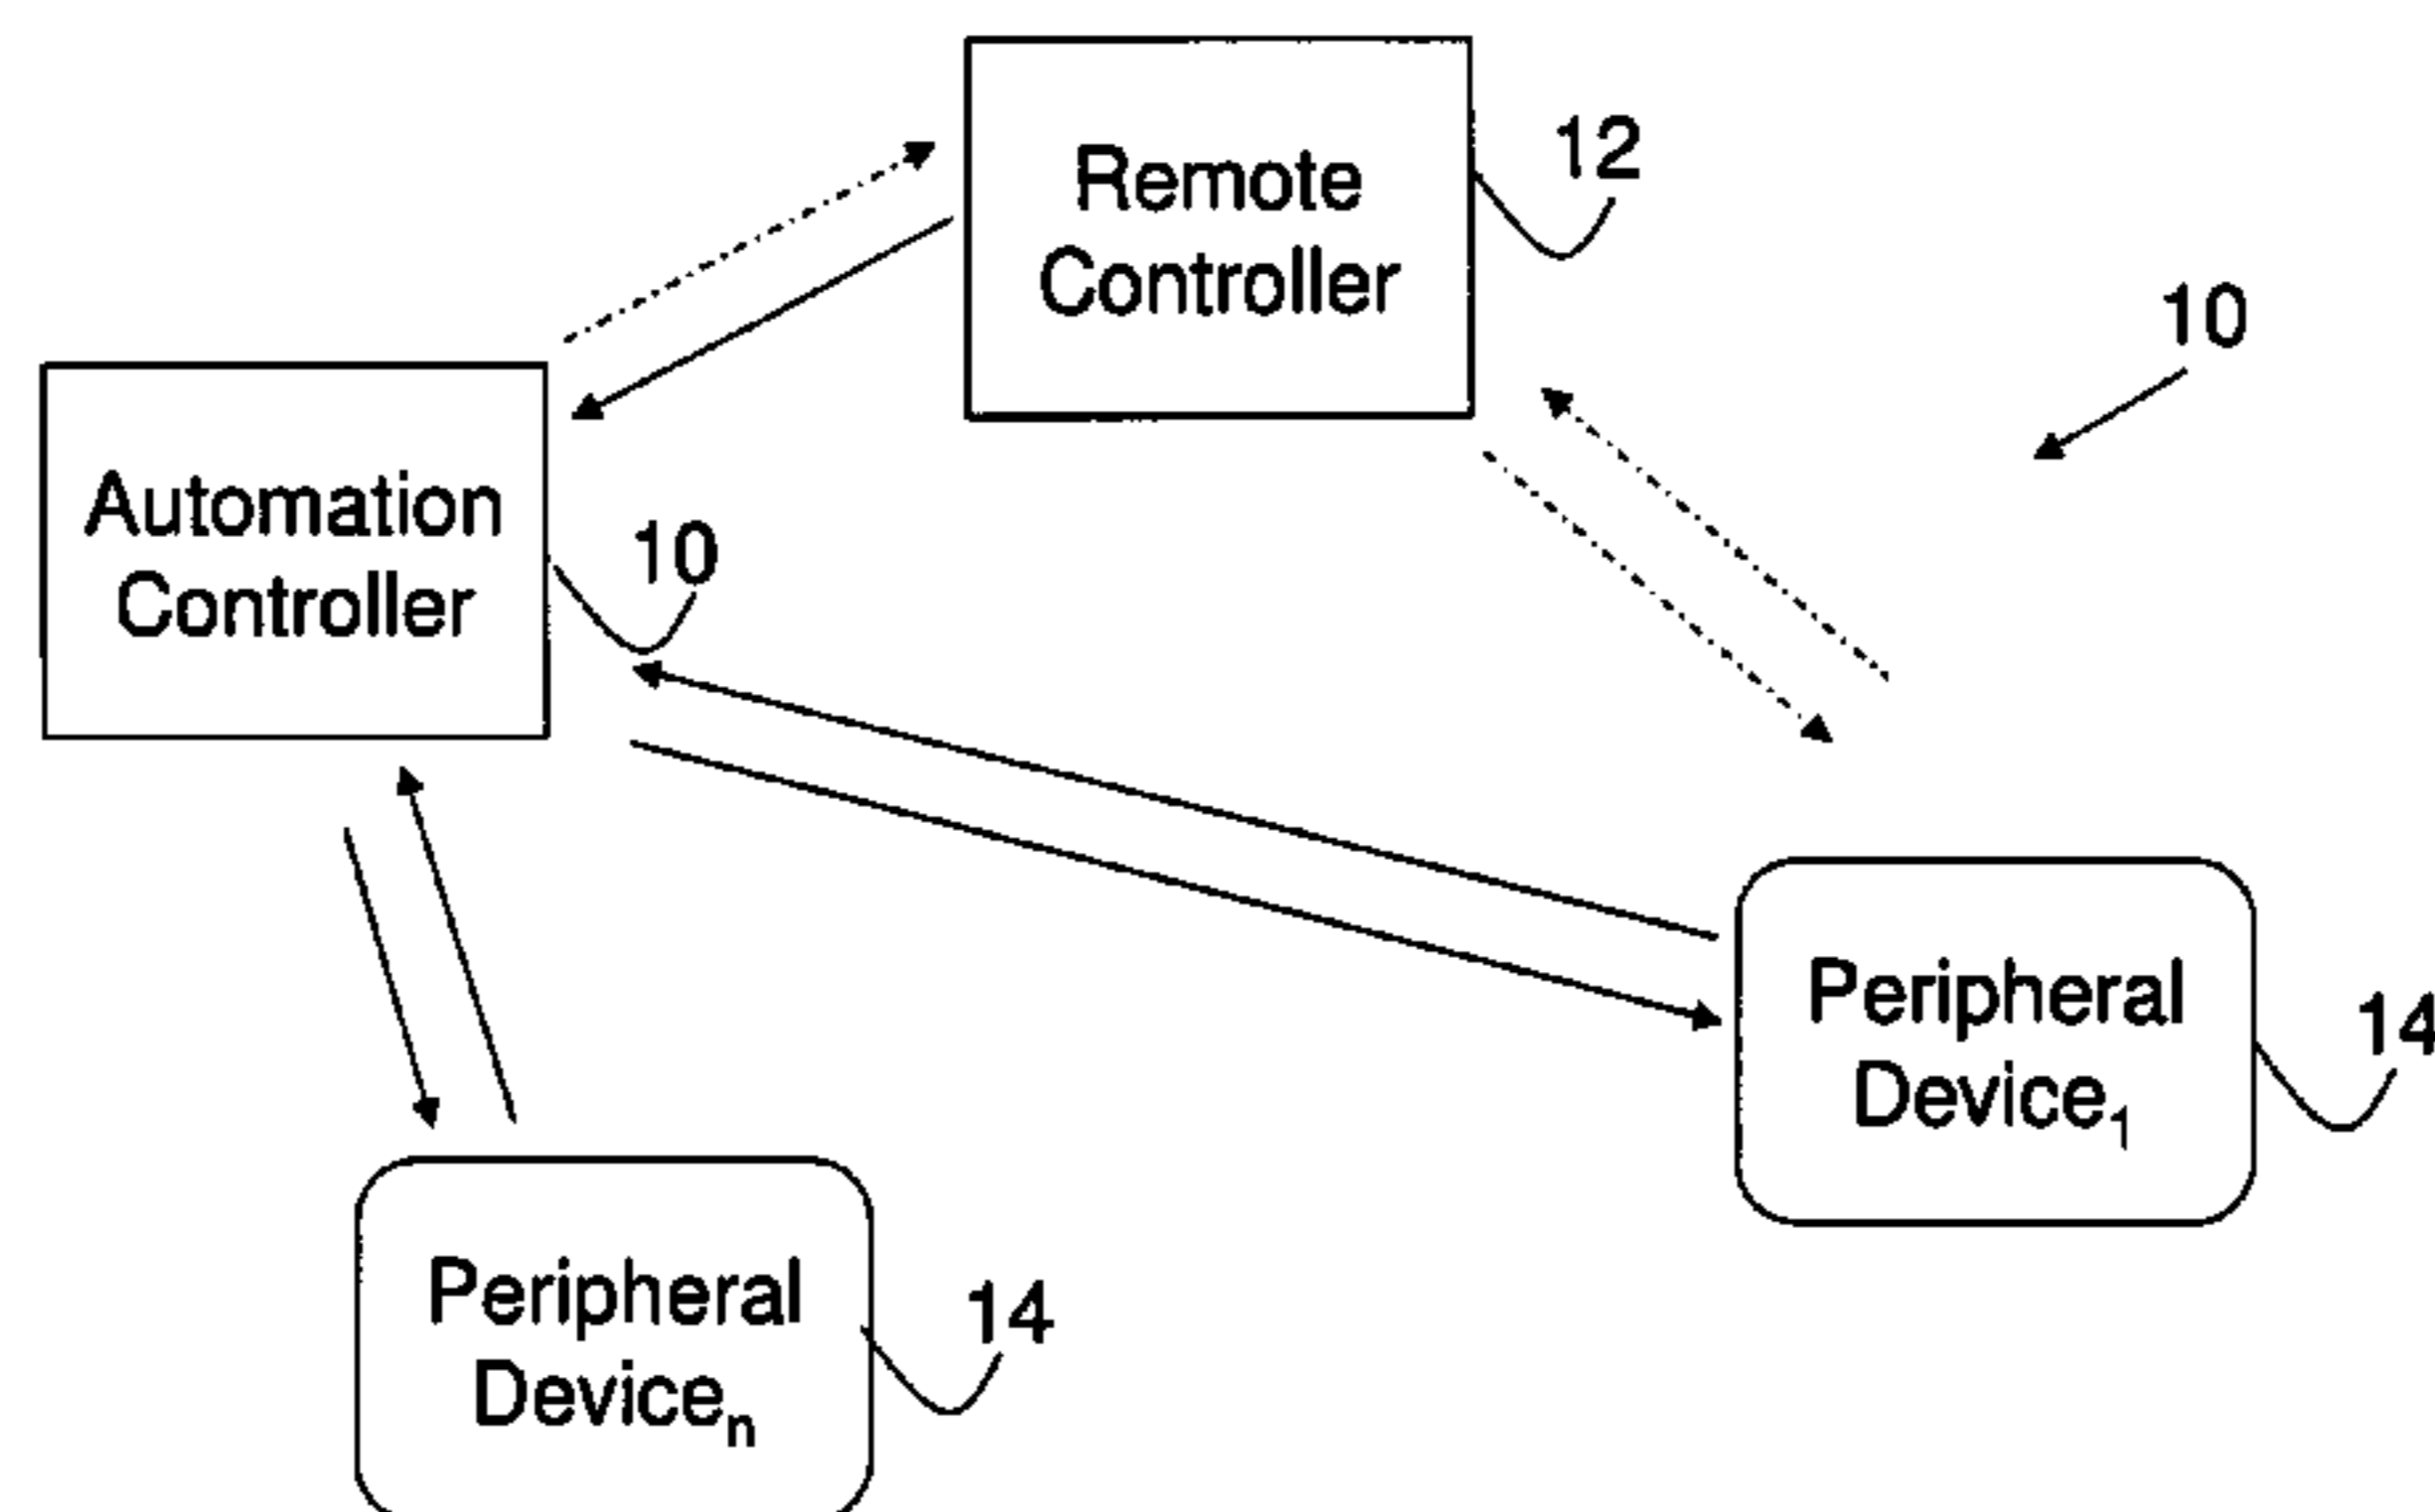 12
Remote
Controller
10
Automation
Controller
10
Peripheral
Device1
14
Peripheral
Devicen
14